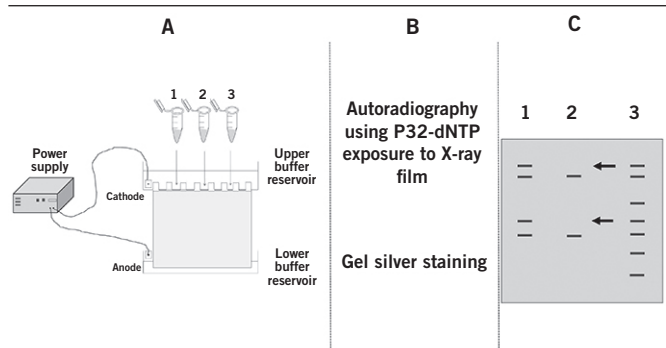 A
B
C
1 2 3
Power
supply
Cathode
Anode
Upper
buffer
reservoir
Lower
buffer
reservoir
Autoradiography
using P32-dNTP
exposure to X-ray
film
Gel silver staining
1 2 3